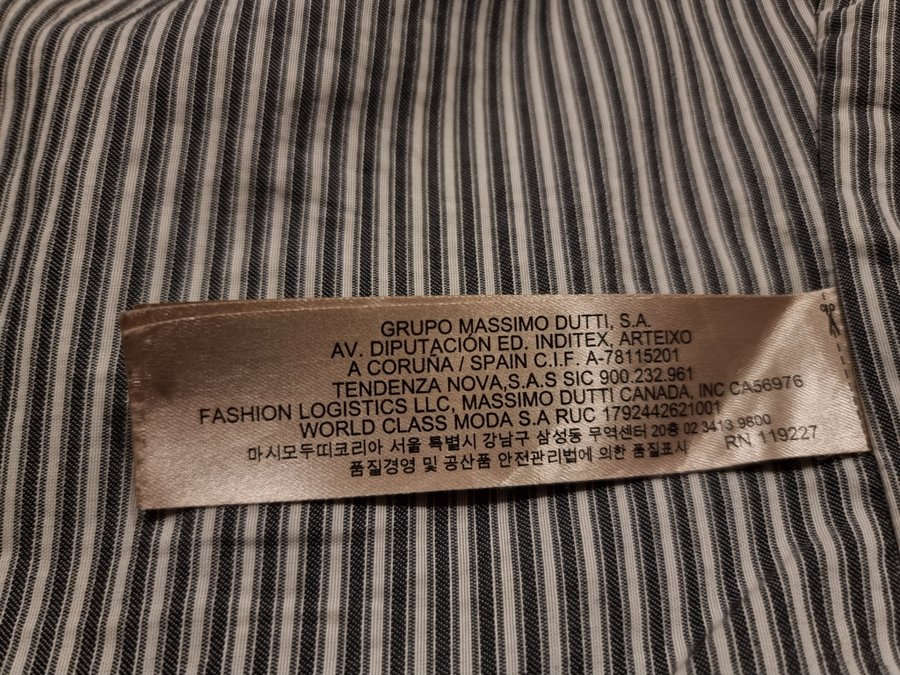 GRUPO MASSIMO DUTTI, S.A.
AV. DIPUTACIÓN ED. INDITEX, ARTEIXO
A CORUÑA / SPAIN C.I.F. A-78115201
TENDENZA NOVA,S.A.S SIC 900.232.961
FASHION LOGISTICS LLC, MASSIMO DUTTI CANADA, INC CA56976
WORLD CLASS MODA S.A RUC 1792442621001
마시모두띠코리아 서울 특별시 강남구 삼성동 무역센터 20층 02 3413 9800
품질경영 및 공산품 안전관리법에 의한 품질표시 RN 119227